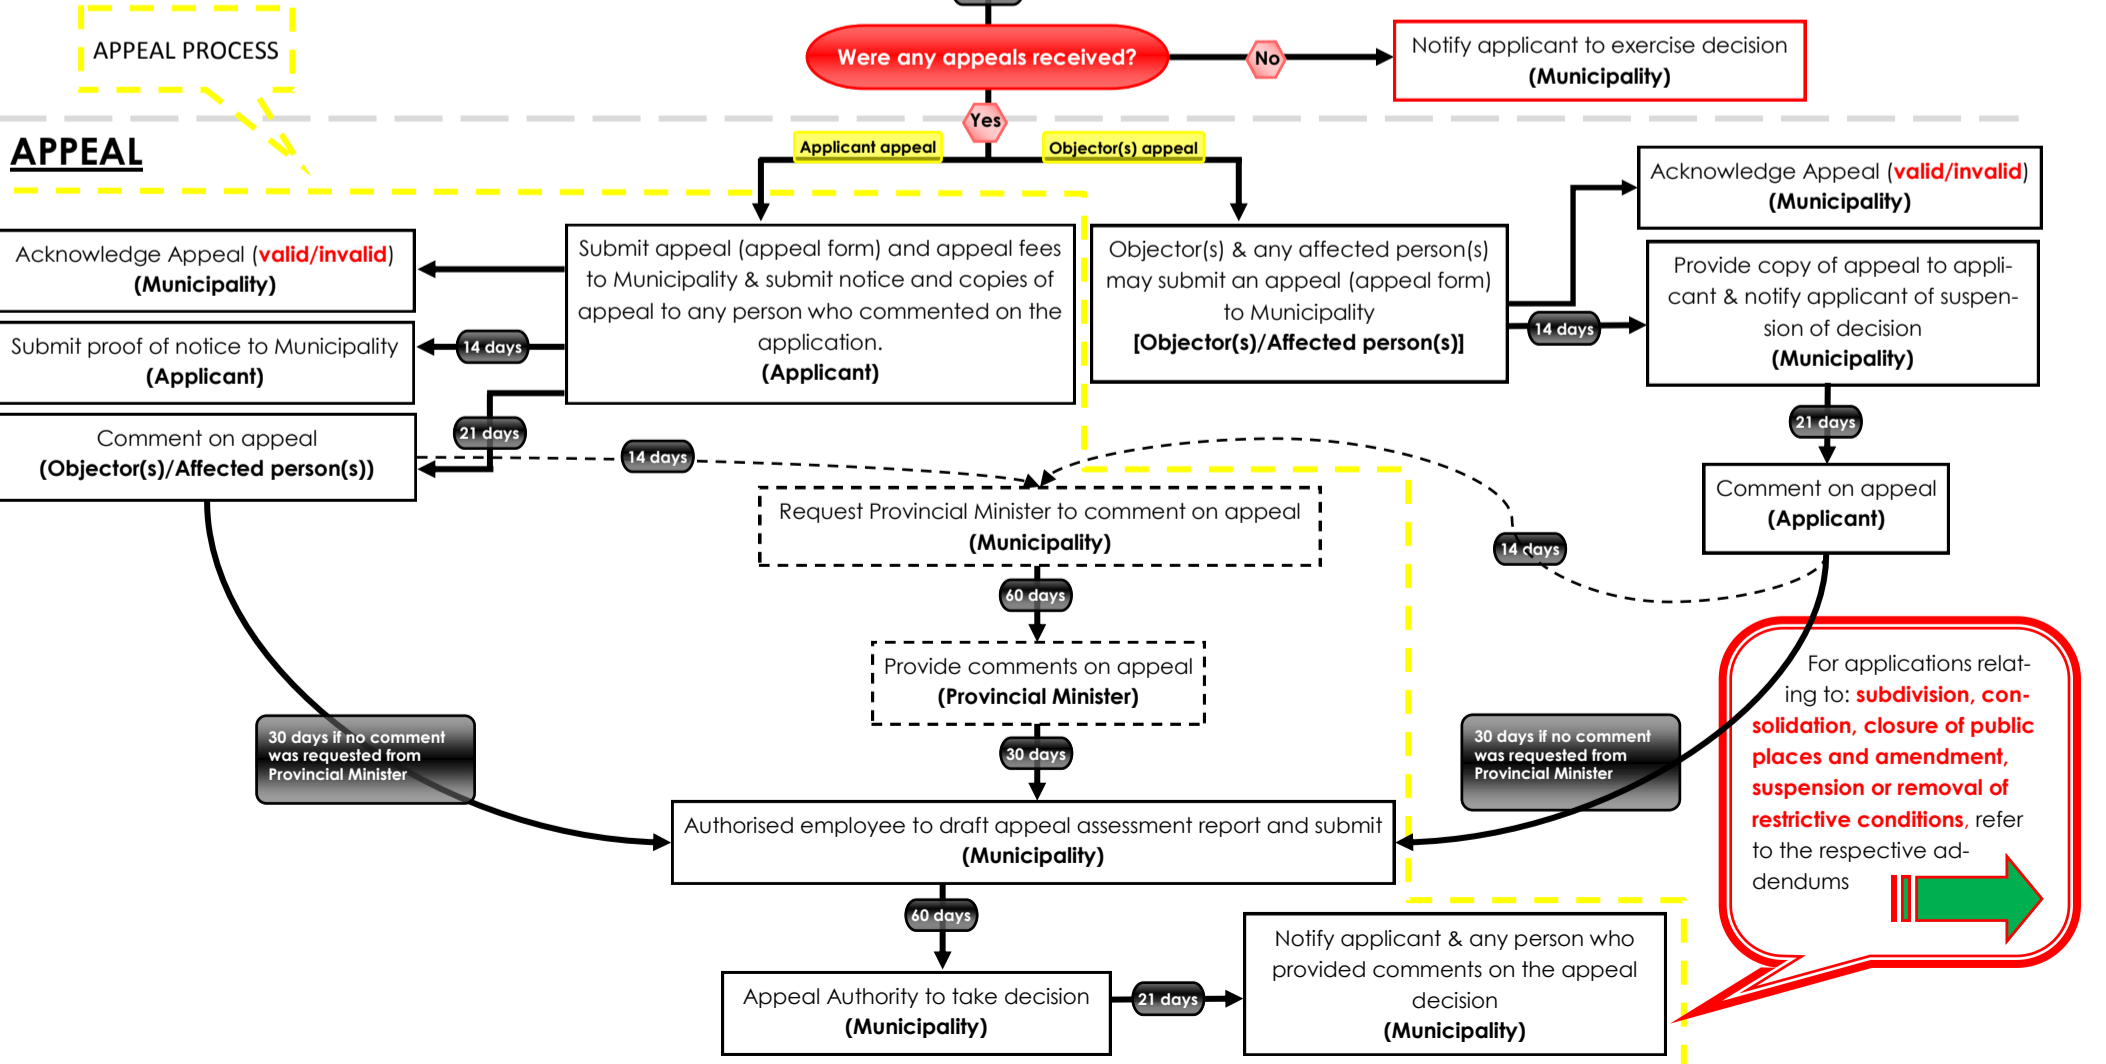 APPEAL PROCESS
Were any appeals received?
No
Notify applicant to exercise decision
(Municipality)
Yes
APPEAL
Applicant appeal
Objector(s) appeal
Acknowledge Appeal (valid/invalid)
(Municipality)
Submit proof of notice to Municipality
(Applicant)
Comment on appeal
(Objector(s)/Affected person(s))
14 days
21 days
Submit appeal (appeal form) and appeal fees
to Municipality & submit notice and copies of
appeal to any person who commented on the
application.
(Applicant)
Objector(s) & any affected person(s)
may submit an appeal (appeal form)
to Municipality
[Objector(s)/Affected person(s)]
14 days
Acknowledge Appeal (valid/invalid)
(Municipality)
Provide copy of appeal to appli-
cant & notify applicant of suspen-
sion of decision
(Municipality)
21 days
Comment on appeal
(Applicant)
14 days
14 days
Request Provincial Minister to comment on appeal
(Municipality)
60 days
Provide comments on appeal
(Provincial Minister)
30 days
30 days if no comment
was requested from
Provincial Minister
30 days if no comment
was requested from
Provincial Minister
For applications relat-
ing to: subdivision, con-
solidation, closure of public
places and amendment,
suspension or removal of
restrictive conditions, refer
to the respective ad-
dendums
Authorised employee to draft appeal assessment report and submit
(Municipality)
60 days
Appeal Authority to take decision
(Municipality)
21 days
Notify applicant & any person who
provided comments on the appeal
decision
(Municipality)